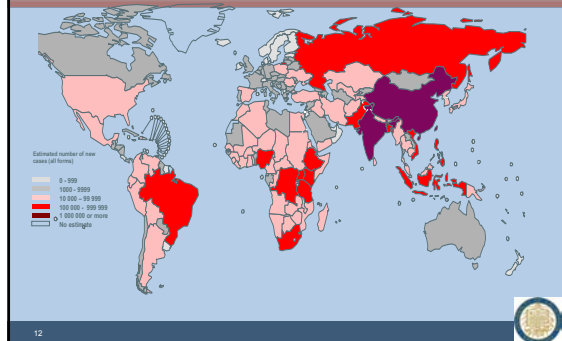 Estimated number of new
cases (all forms)
0 - 999
1000 - 9999
10 000 – 99 999
100 000 - 999 999
1 000 000 or more
No estimate
12